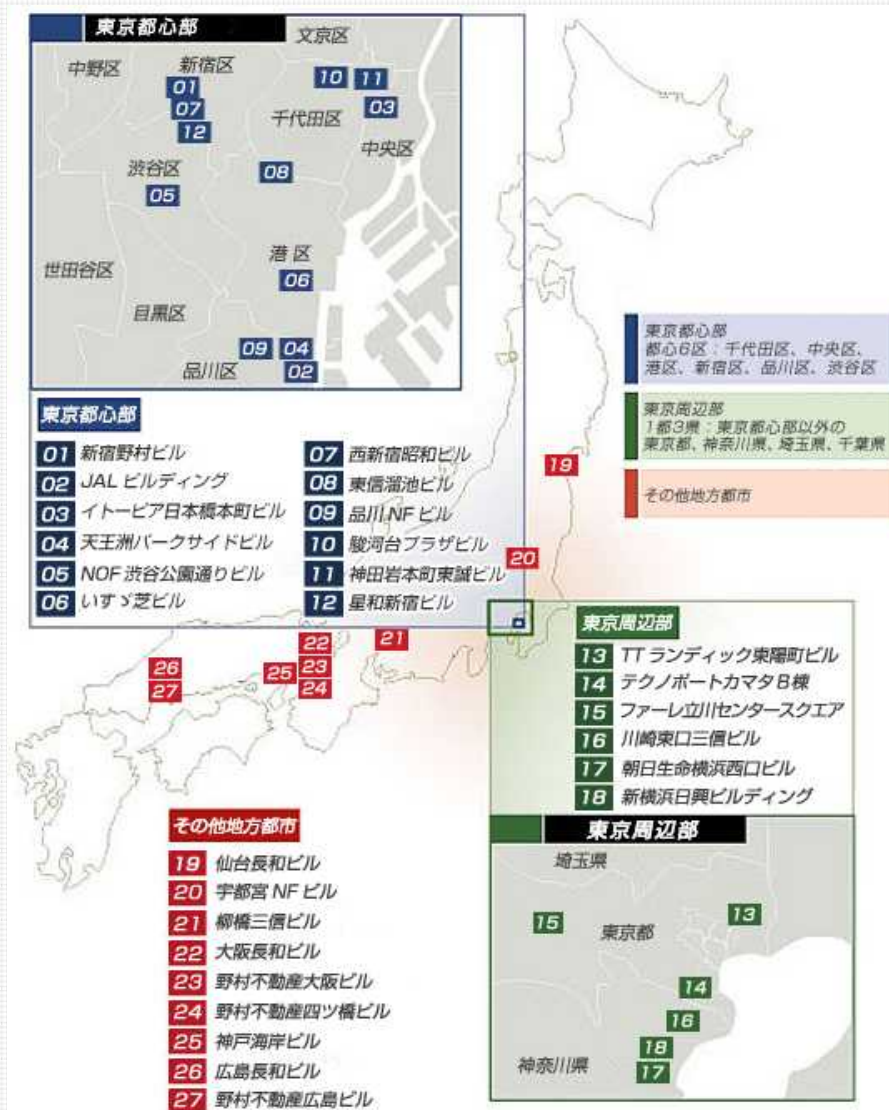 東京都心部
文京区
中野区
新宿区
01
10
11
07
03
12
千代田区
中央区
渋谷区
08
05
港区
06
世田谷区
目黒区
09
04
品川区
02
東京都心部
都心6区：千代田区、中央区、
港区、新宿区、品川区、渋谷区
東京周辺部
1都3県：東京都心部以外の
東京都、神奈川県、埼玉県、千葉県
その他地方都市
東京都心部
01 新宿野村ビル
02 JAL ビルディング
03 イトーピア日本橋本町ビル
04 天王洲パークサイドビル
05 NOF 渋谷公園通りビル
06 いすゞ芝ビル
07 西新宿昭和ビル
08 東信溜池ビル
09 品川 NF ビル
10 駿河台プラザビル
11 神田岩本町東誠ビル
12 星和新宿ビル
19
20
21
22
23
24
25
26
27
東京周辺部
13 TT ランディック東陽町ビル
14 テクノポートカマタ B 棟
15 ファーレ立川センタースクエア
16 川崎東口三信ビル
17 朝日生命横浜西口ビル
18 新横浜日興ビルディング
その他地方都市
19 仙台長和ビル
20 宇都宮 NF ビル
21 柳橋三信ビル
22 大阪長和ビル
23 野村不動産大阪ビル
24 野村不動産四ツ橋ビル
25 神戸海岸ビル
26 広島長和ビル
27 野村不動産広島ビル
東京周辺部
埼玉県
13
15
東京都
14
16
18
神奈川県
17